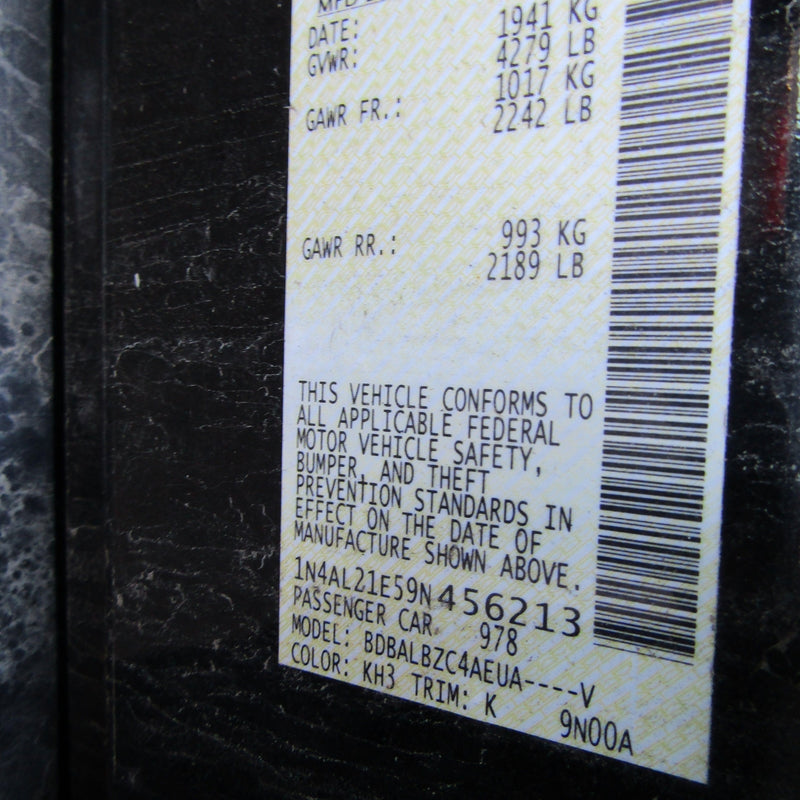 DATE:
1941 KG
GVWR:
4279 LB
1017 KG
GAWR FR.:
2242 LB
993 KG
GAWR RR.:
2189 LB
THIS VEHICLE CONFORMS TO
ALL APPLICABLE FEDERAL
MOTOR VEHICLE SAFETY,
BUMPER, AND THEFT
PREVENTION STANDARDS IN
EFFECT ON THE DATE OF
MANUFACTURE SHOWN ABOVE.
1N4AL21E59N456213
PASSENGER CAR 978
MODEL: BDBALBZC4AEUA----V
COLOR: KH3 TRIM: K 9N00A